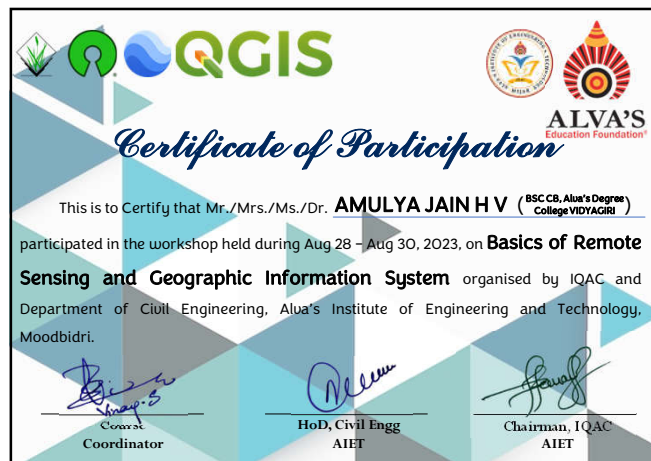 QGIS
ALVA'S
Education Foundation®
Certificate of Participation
This is to Certify that Mr./Mrs./Ms./Dr. AMULYA JAIN H V (BSC CB, Alva's Degree College VIDYAGIRI)
participated in the workshop held during Aug 28 – Aug 30, 2023, on Basics of Remote
Sensing and Geographic Information System organised by IQAC and
Department of Civil Engineering, Alva's Institute of Engineering and Technology,
Moodbidri.
Vinay.S
Course HoD, Civil Engg Chairman, IQAC
Coordinator AIET AIET